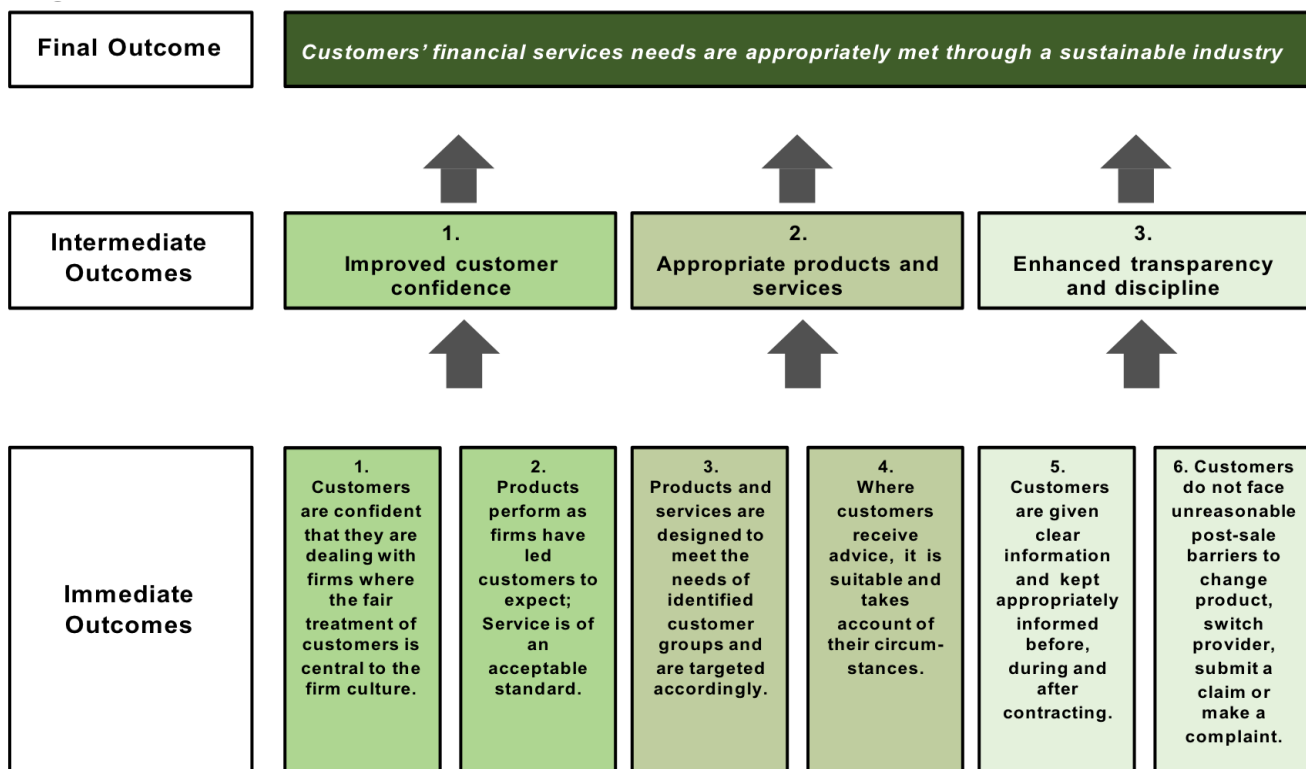 Final Outcome
Customers’ financial services needs are appropriately met through a sustainable industry
Intermediate
Outcomes
1.
Improved customer
confidence
2.
Appropriate products and
services
3.
Enhanced transparency
and discipline
Immediate
Outcomes
1.
Customers
are confident
that they are
dealing with
firms where
the fair
treatment of
customers is
central to the
firm culture.
2.
Products
perform as
firms have
led
customers to
expect;
Service is of
an
acceptable
standard.
3.
Products and
services are
designed to
meet the
needs of
identified
customer
groups and
are targeted
accordingly.
4.
Where
customers
receive
advice, it is
suitable and
takes
account of
their circum-
stances.
5.
Customers
are given
clear
information
and kept
appropriately
informed
before,
during and
after
contracting.
6. Customers
do not face
unreasonable
post-sale
barriers to
change
product,
switch
provider,
submit a
claim or
make a
complaint.